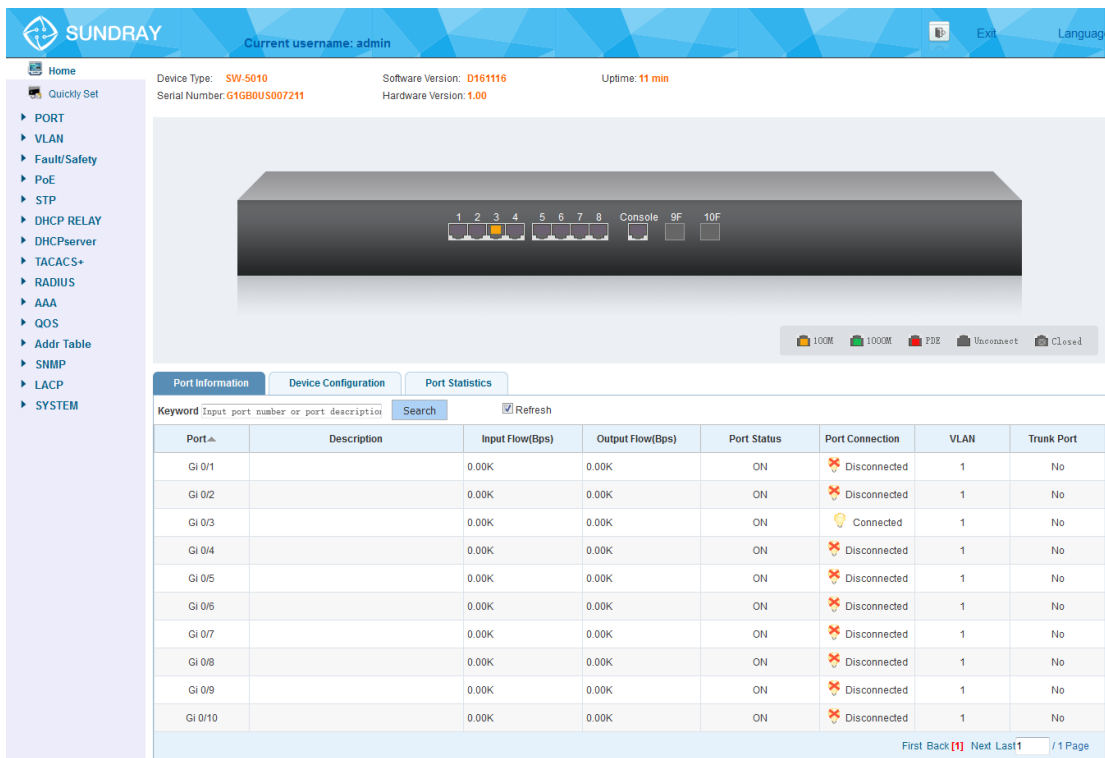 SUNDRAY
Current username: admin
Exit
Languag
Home
Quickly Set
PORT
VLAN
Fault/Safety
PoE
STP
DHCP RELAY
DHCPserver
TACACS+
RADIUS
AAA
QOS
Addr Table
SNMP
LACP
SYSTEM
Device Type: SW-5010 Software Version: D161116 Uptime: 11 min
Serial Number: G1GB0US007211 Hardware Version: 1.00
1 2 3 4 5 6 7 8 Console 9F 10F
100M 1000M PDE Unconnect Closed
Port Information Device Configuration Port Statistics
Keyword Input port number or port description Search Refresh
Port Description Input Flow(Bps) Output Flow(Bps) Port Status Port Connection VLAN Trunk Port
Gi 0/1 0.00K 0.00K ON Disconnected 1 No
Gi 0/2 0.00K 0.00K ON Disconnected 1 No
Gi 0/3 0.00K 0.00K ON Connected 1 No
Gi 0/4 0.00K 0.00K ON Disconnected 1 No
Gi 0/5 0.00K 0.00K ON Disconnected 1 No
Gi 0/6 0.00K 0.00K ON Disconnected 1 No
Gi 0/7 0.00K 0.00K ON Disconnected 1 No
Gi 0/8 0.00K 0.00K ON Disconnected 1 No
Gi 0/9 0.00K 0.00K ON Disconnected 1 No
Gi 0/10 0.00K 0.00K ON Disconnected 1 No
First Back [1] Next Last 1 / 1 Page